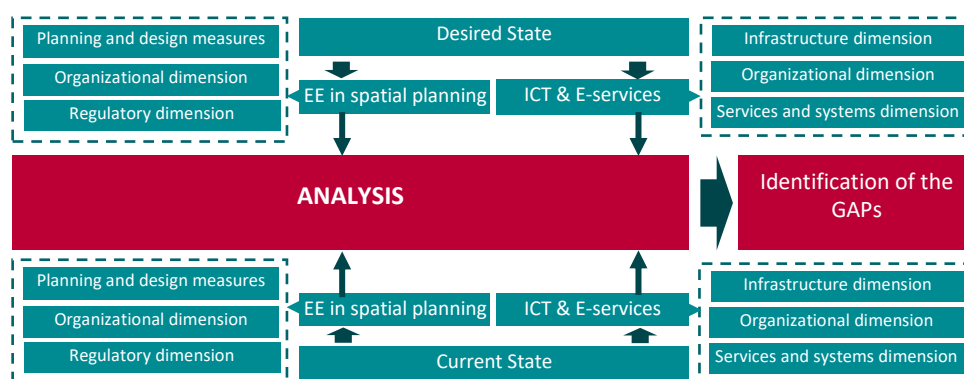 Planning and design measures
Organizational dimension
Regulatory dimension
Desired State
EE in spatial planning
ICT & E-services
Infrastructure dimension
Organizational dimension
Services and systems dimension
ANALYSIS
Identification of the
GAPs
Planning and design measures
Organizational dimension
Regulatory dimension
EE in spatial planning
ICT & E-services
Current State
Infrastructure dimension
Organizational dimension
Services and systems dimension